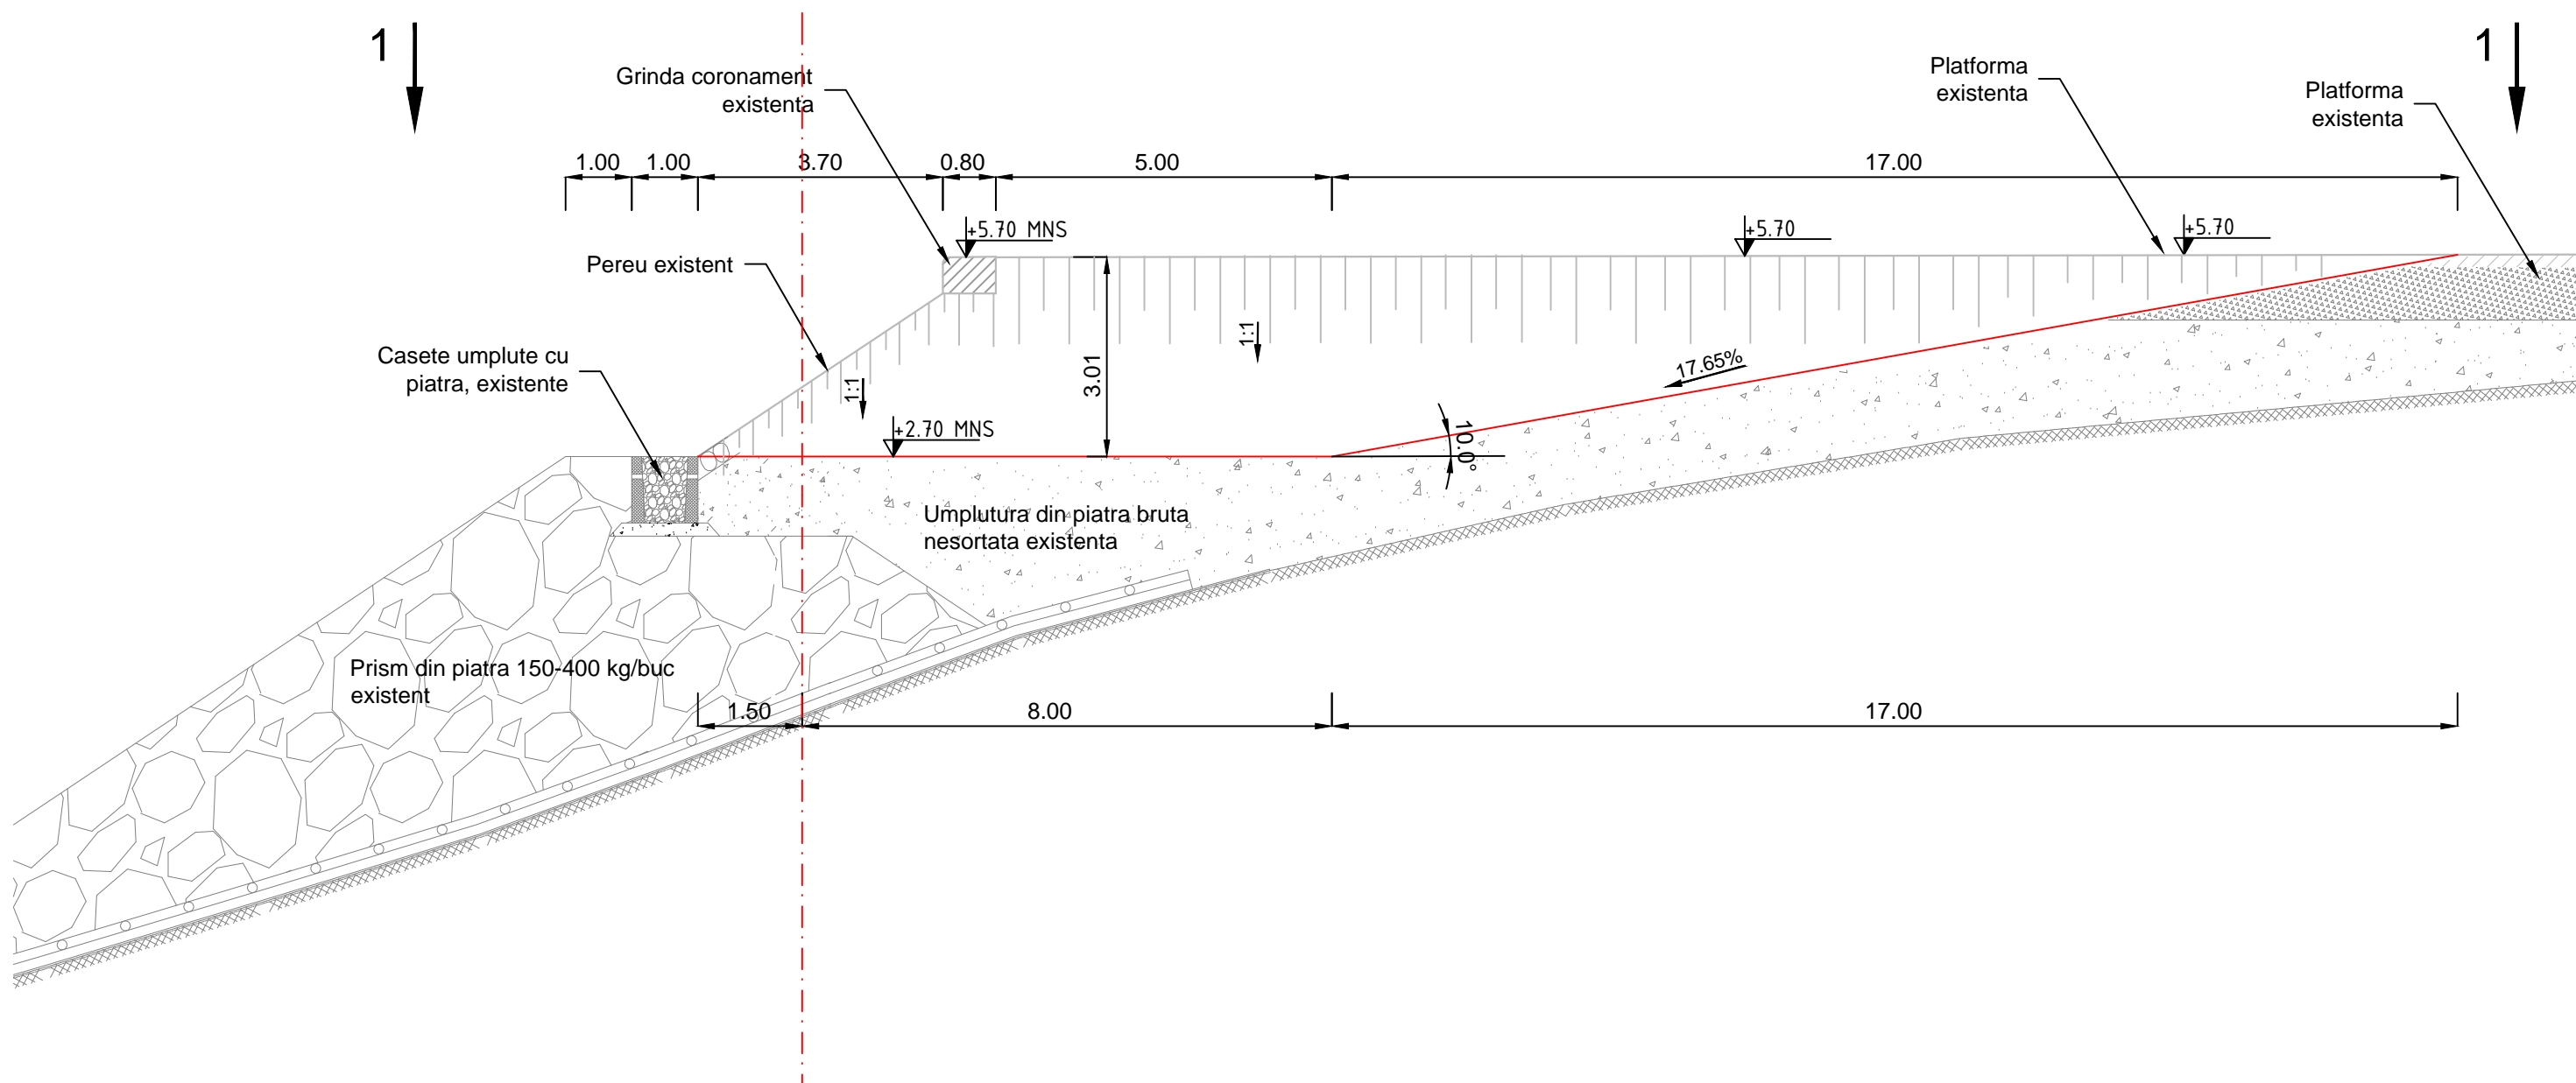 1
1
Grinda coronament
existenta
Platforma
existenta
Platforma
existenta
1.00
1.00
3.70
0.80
5.00
17.00
+5.70 MNS
+5.70
+5.70
Pereu existent
1:1
3.01
1:1
17.65%
Casete umplute cu
piatra, existente
+2.70 MNS
10.0°
Umplutura din piatra bruta
nesortata existenta
Prism din piatra 150-400 kg/buc
existent
1.50
8.00
17.00